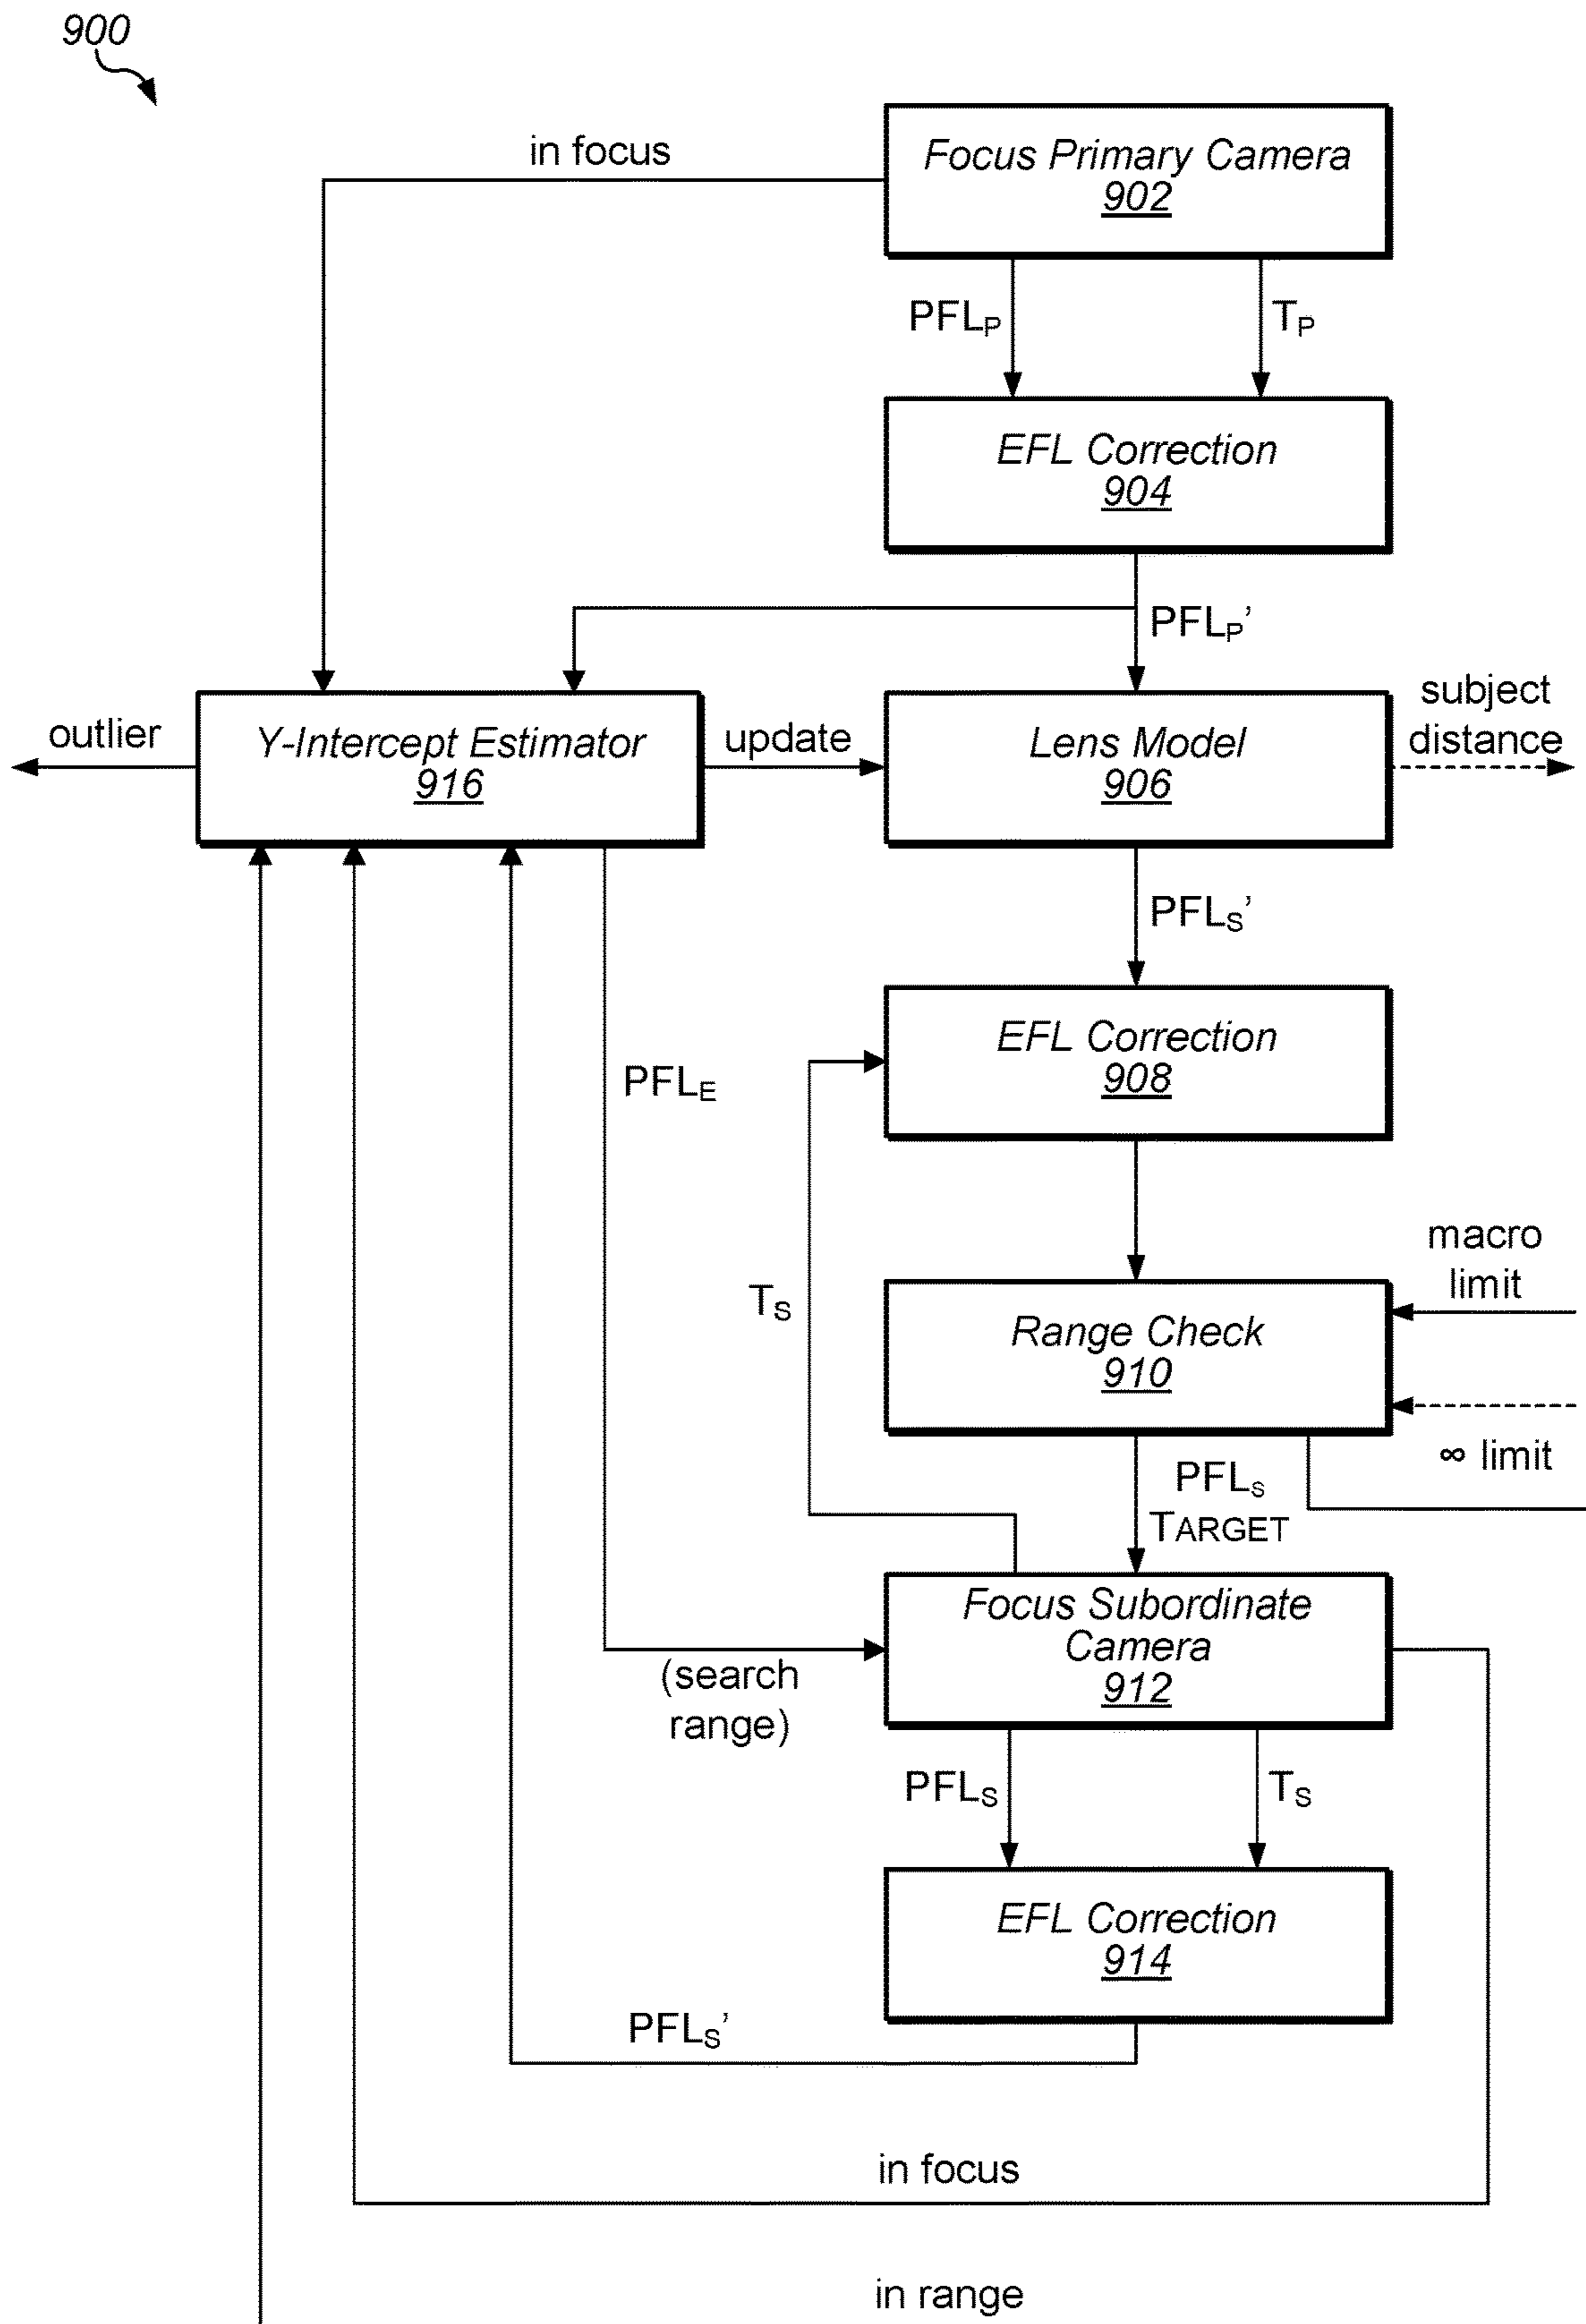 900
in focus
Focus Primary Camera
902
PFLP
TP
EFL Correction
904
PFLP’
outlier
Y-Intercept Estimator
916
update
Lens Model
906
subject
distance
PFLS’
EFL Correction
908
PFLE
TS
macro
limit
Range Check
910
∞ limit
PFLS
TARGET
Focus Subordinate
Camera
912
(search
range)
PFLS
TS
EFL Correction
914
PFLS’
in focus
in range